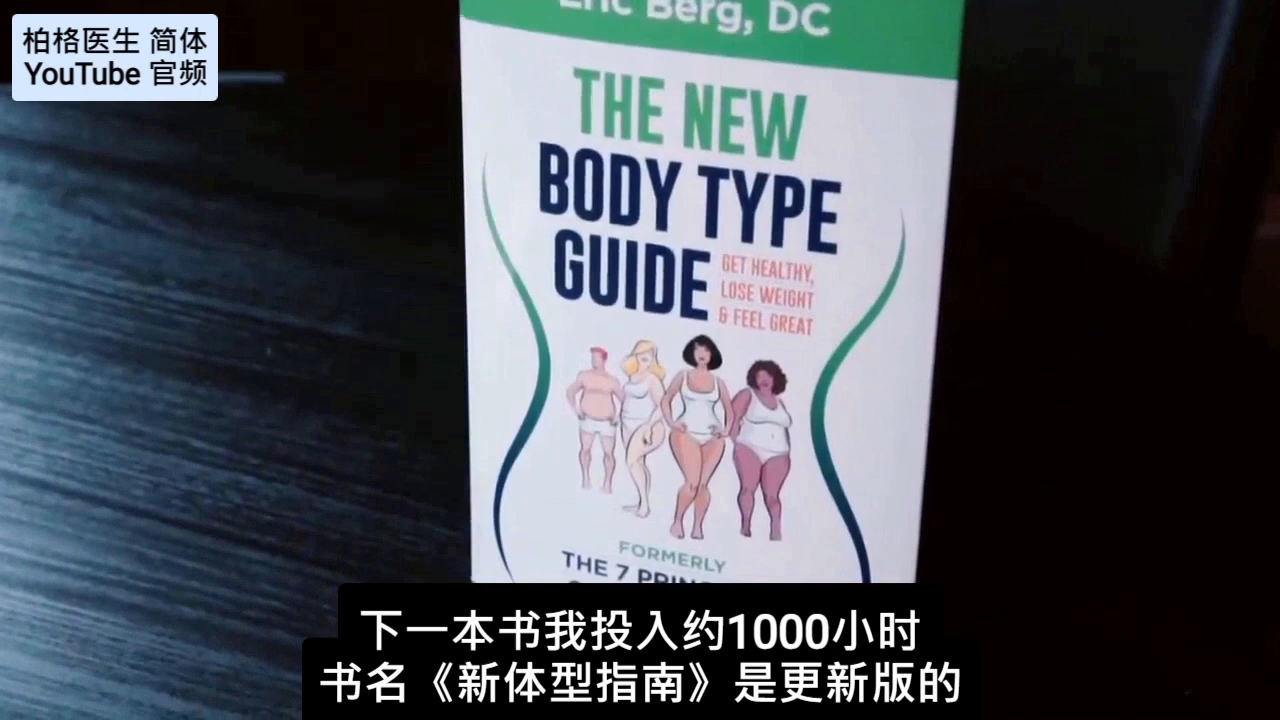 柏格医生 简体
YouTube 官频
Eric Berg, DC
THE NEW
BODY TYPE
GUIDE
GET HEALTHY,
LOSE WEIGHT
& FEEL GREAT
FORMERLY
THE 7
下一本书我投入约1000小时
书名《新体型指南》是更新版的